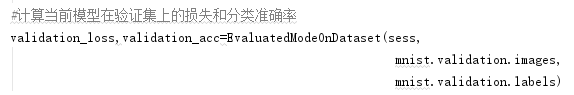 #计算当前模型在验证集上的损失和分类准确率
validation_loss,validation_acc=EvaluatedModeOnDataset(sess,
mnist.validation.images,
mnist.validation.labels)